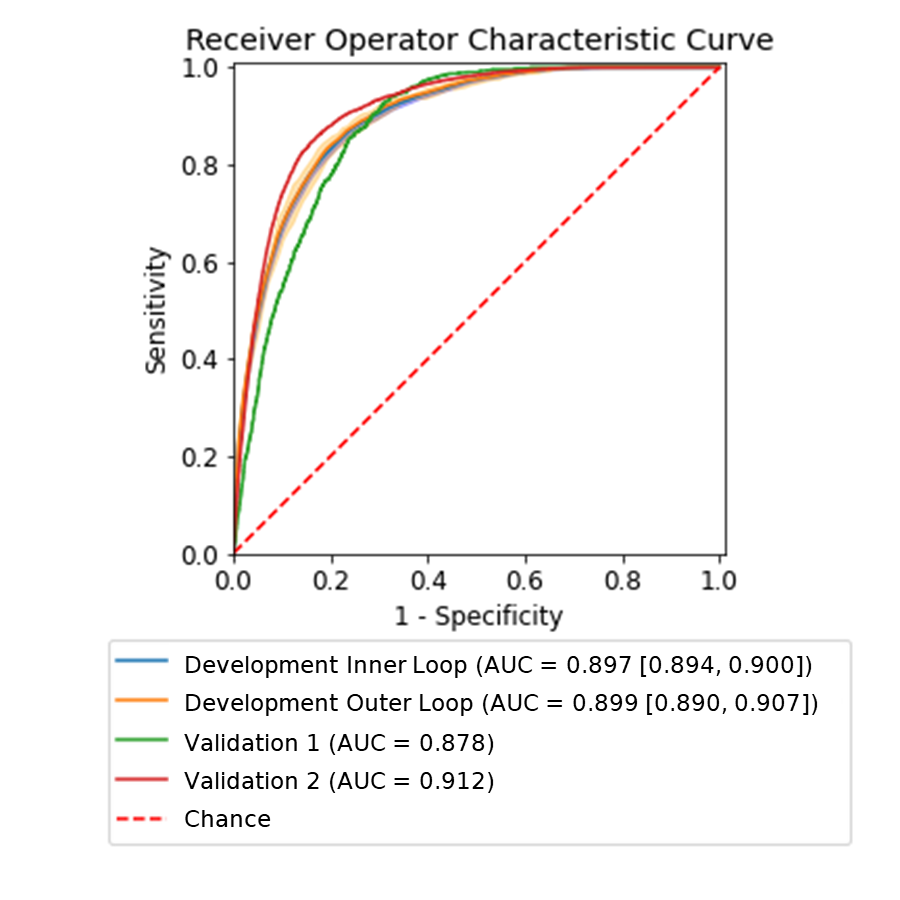 Receiver Operator Characteristic Curve
1.0
0.8
0.6
0.4
0.2
0.0
Sensitivity
0.0 0.2 0.4 0.6 0.8 1.0
1 - Specificity
Development Inner Loop (AUC = 0.897 [0.894, 0.900])
Development Outer Loop (AUC = 0.899 [0.890, 0.907])
Validation 1 (AUC = 0.878)
Validation 2 (AUC = 0.912)
Chance